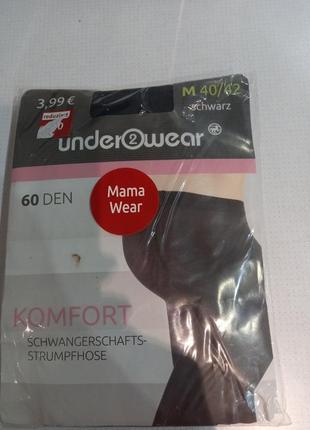 3,99 €
M 40/42
schwarz
reduziert
under2wear
60 DEN
Mama
Wear
KOMFORT
SCHWANGERSCHAFTS-
STRUMPFHOSE